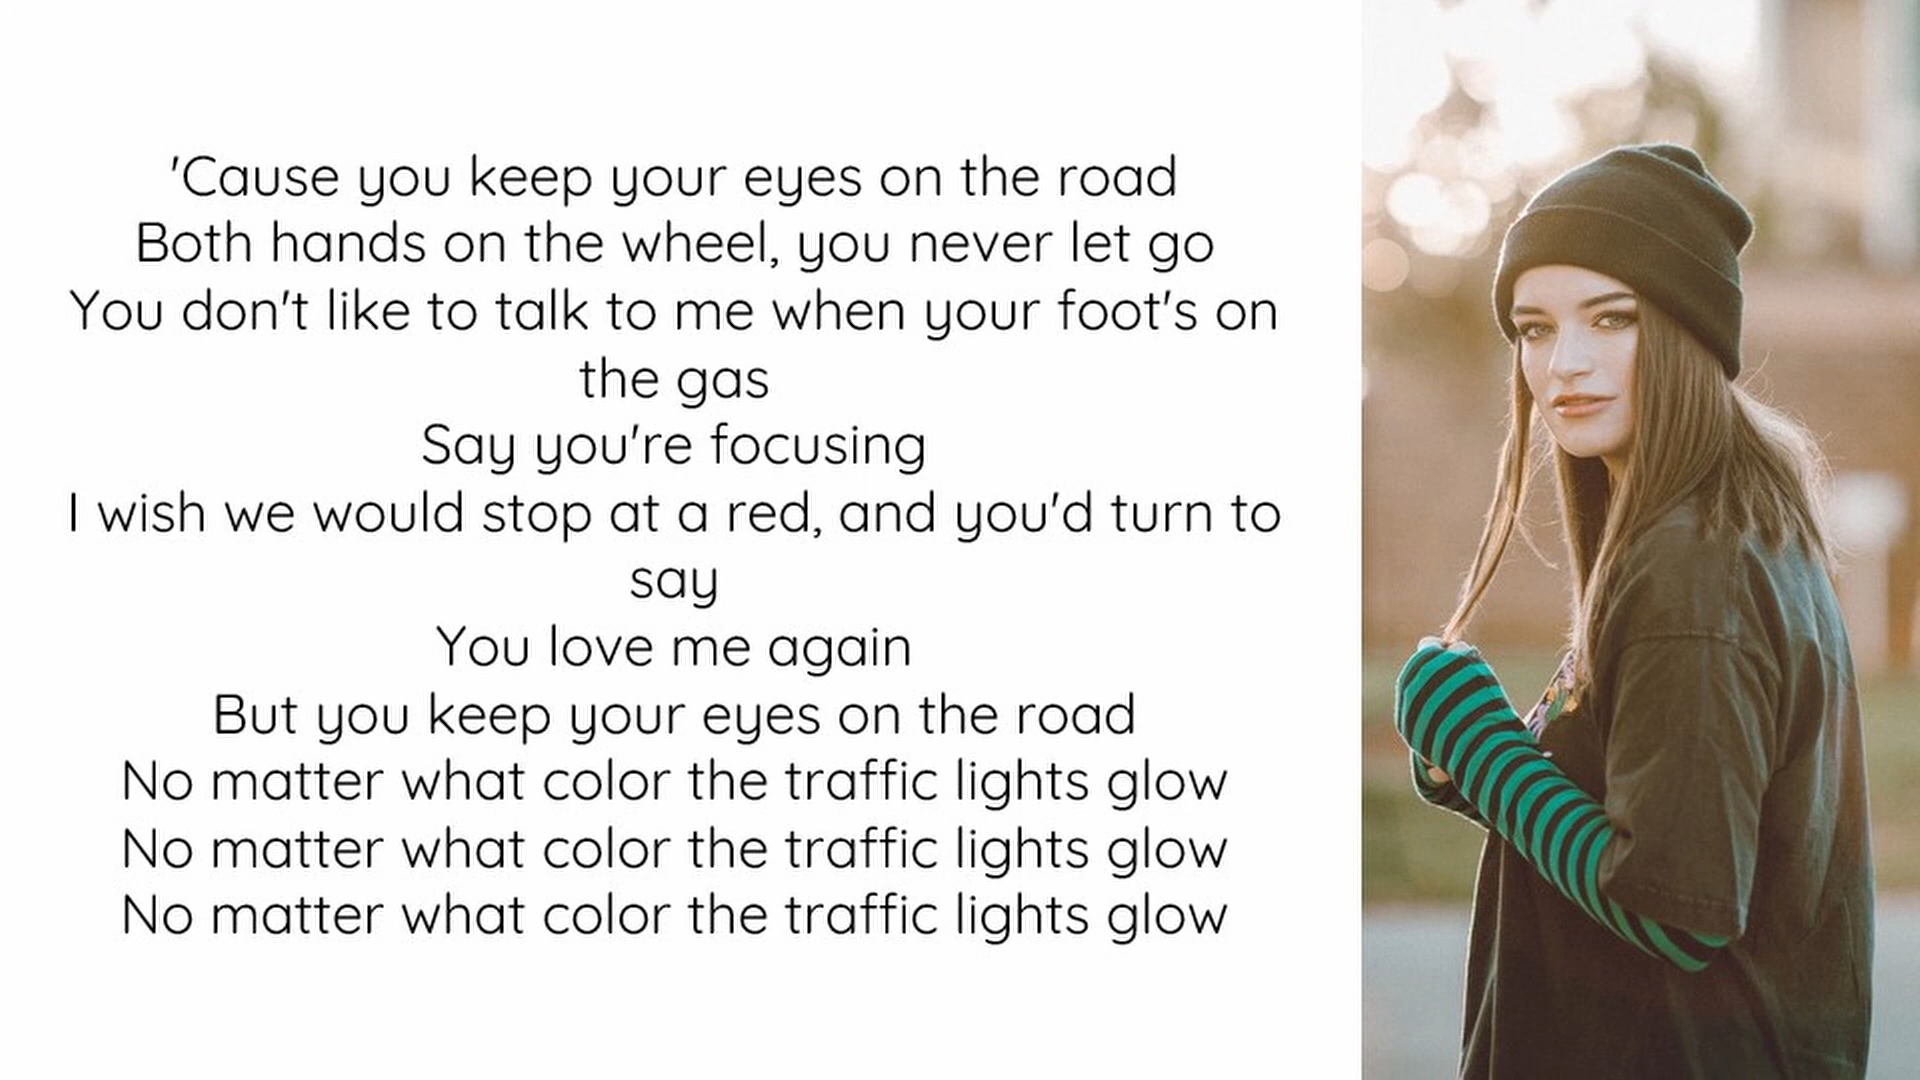 'Cause you keep your eyes on the road
Both hands on the wheel, you never let go
You don't like to talk to me when your foot's on
the gas
Say you're focusing
I wish we would stop at a red, and you'd turn to
say
You love me again
But you keep your eyes on the road
No matter what color the traffic lights glow
No matter what color the traffic lights glow
No matter what color the traffic lights glow